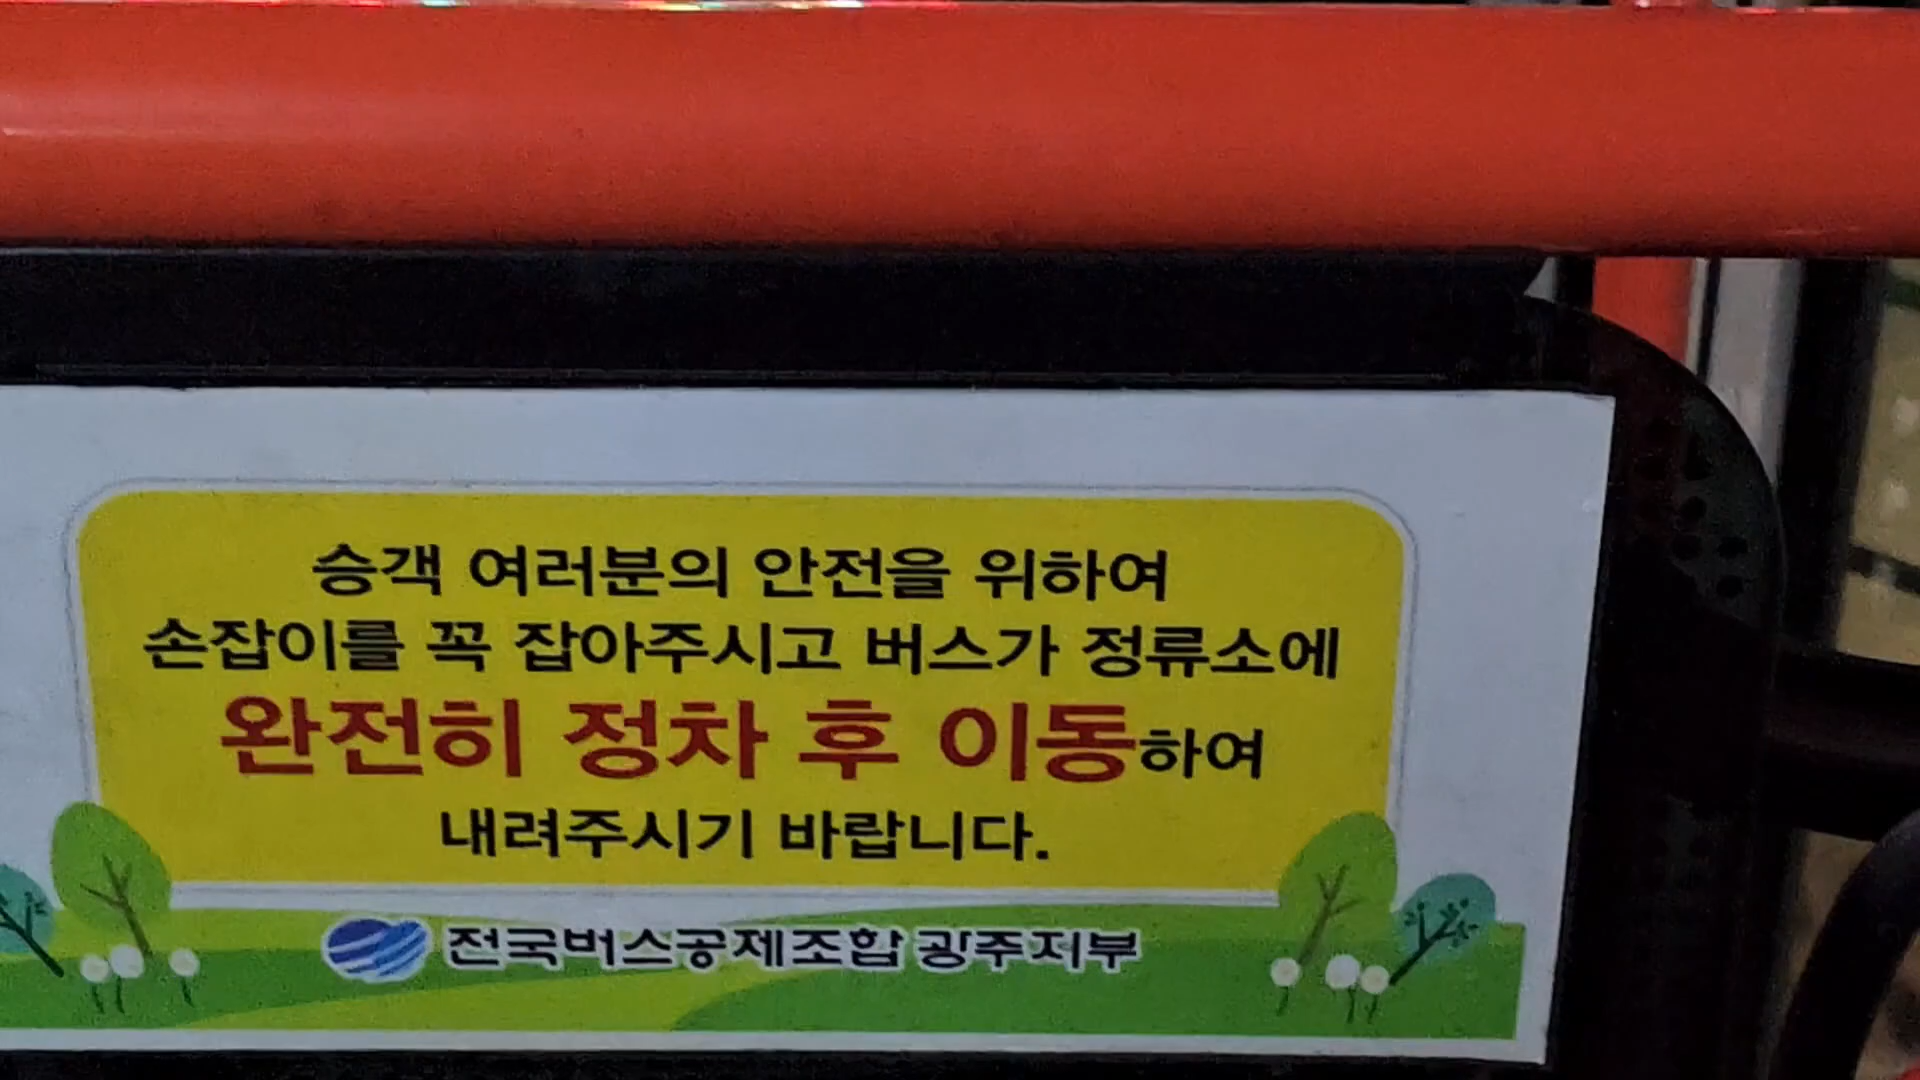 승객 여러분의 안전을 위하여
손잡이를 꼭 잡아주시고 버스가 정류소에
완전히 정차 후 이동하여
내려주시기 바랍니다.
전국버스공제조합 광주지부